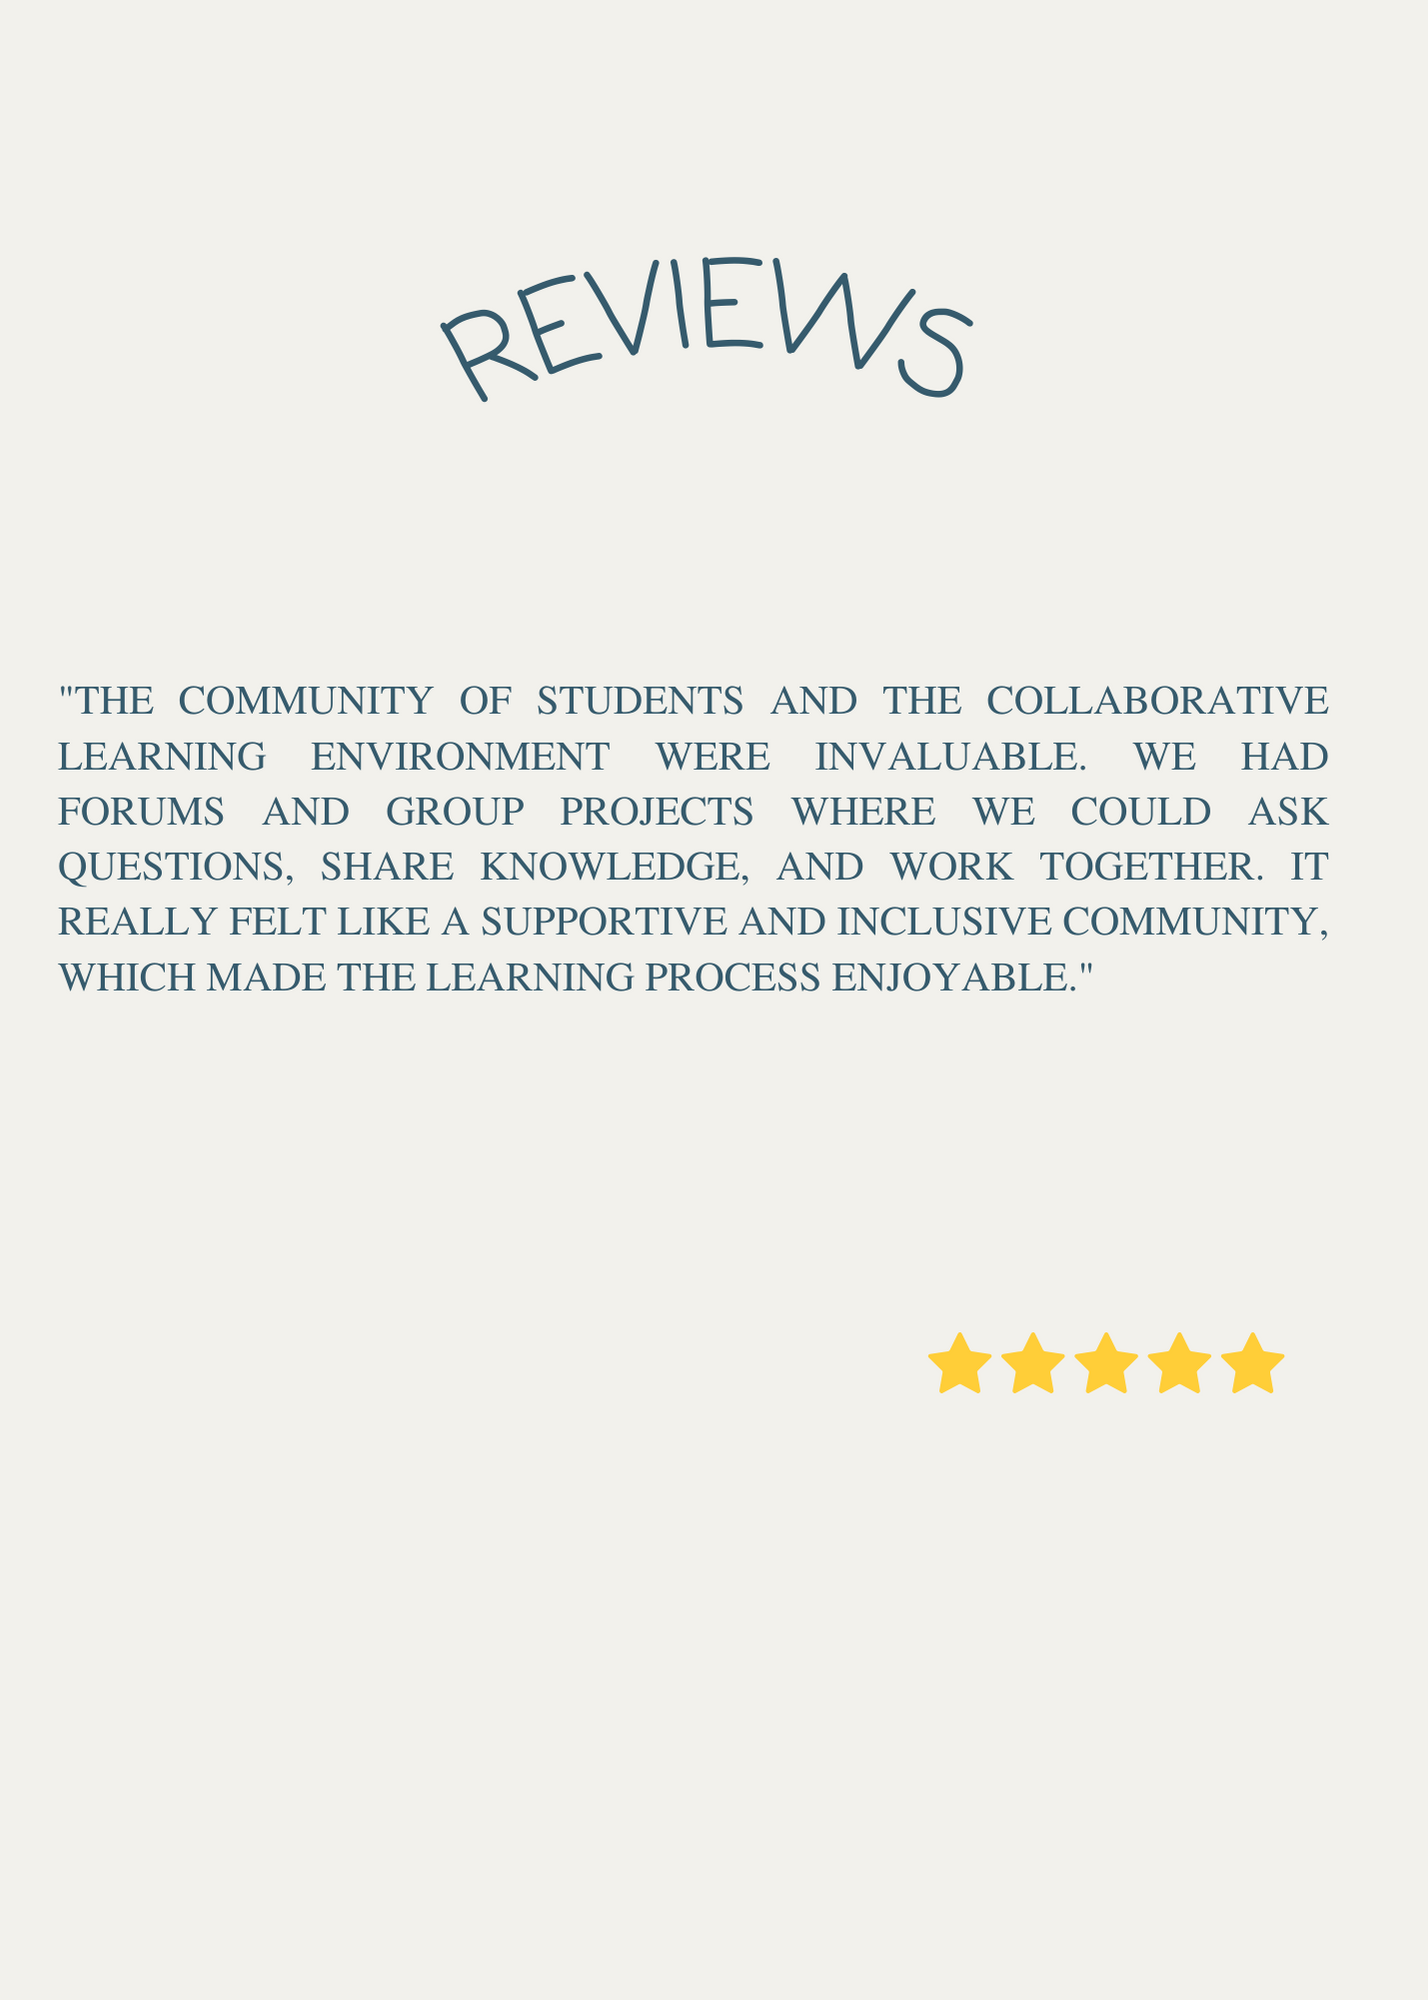 REVIEWS
"THE COMMUNITY OF STUDENTS AND THE COLLABORATIVE
LEARNING ENVIRONMENT WERE INVALUABLE. WE HAD
FORUMS AND GROUP PROJECTS WHERE WE COULD ASK
QUESTIONS, SHARE KNOWLEDGE, AND WORK TOGETHER. IT
REALLY FELT LIKE A SUPPORTIVE AND INCLUSIVE COMMUNITY,
WHICH MADE THE LEARNING PROCESS ENJOYABLE."